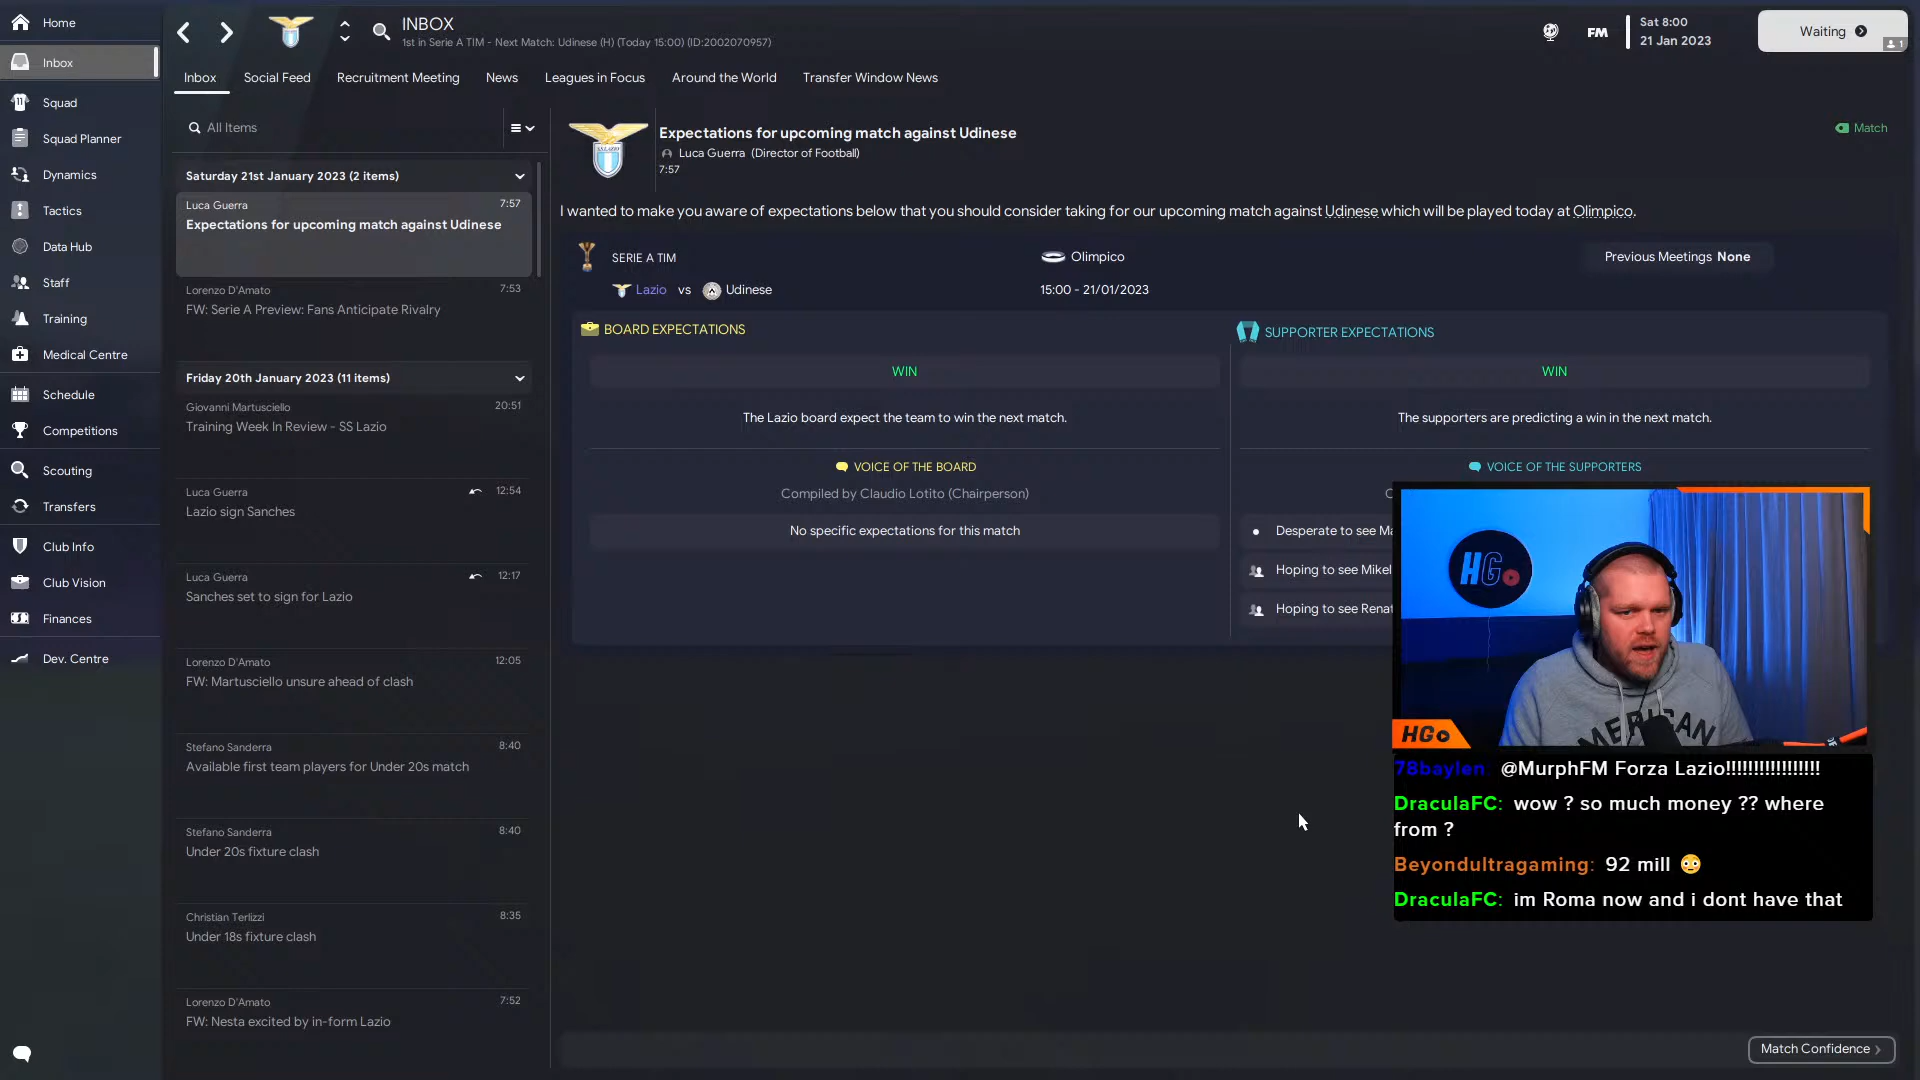 Home
Inbox
Squad
Squad Planner
Dynamics
Tactics
Data Hub
Staff
Training
Medical Centre
Schedule
Competitions
Scouting
Transfers
Club Info
Club Vision
Finances
Dev. Centre
INBOX
1st in Serie A TIM - Next Match: Udinese (H) (Today 15:00) (ID:2002070957)
FM
Sat 8:00
21 Jan 2023
Waiting
1
Inbox
Social Feed
Recruitment Meeting
News
Leagues in Focus
Around the World
Transfer Window News
All Items
Saturday 21st January 2023 (2 items)
Luca Guerra 7:57
Expectations for upcoming match against Udinese
Lorenzo D'Amato 7:53
FW: Serie A Preview: Fans Anticipate Rivalry
Friday 20th January 2023 (11 items)
Giovanni Martusciello 20:51
Training Week In Review - SS Lazio
Luca Guerra 12:54
Lazio sign Sanches
Luca Guerra 12:17
Sanches set to sign for Lazio
Lorenzo D'Amato 12:05
FW: Martusciello unsure ahead of clash
Stefano Sanderra 8:40
Available first team players for Under 20s match
Stefano Sanderra 8:40
Under 20s fixture clash
Christian Terlizzi 8:35
Under 18s fixture clash
Lorenzo D'Amato 7:52
FW: Nesta excited by in-form Lazio
Expectations for upcoming match against Udinese
Luca Guerra (Director of Football)
7:57
Match
I wanted to make you aware of expectations below that you should consider taking for our upcoming match against Udinese which will be played today at Olimpico.
SERIE A TIM
Olimpico
Previous Meetings None
Lazio vs Udinese
15:00 - 21/01/2023
BOARD EXPECTATIONS
WIN
The Lazio board expect the team to win the next match.
VOICE OF THE BOARD
Compiled by Claudio Lotito (Chairperson)
No specific expectations for this match
SUPPORTER EXPECTATIONS
WIN
The supporters are predicting a win in the next match.
VOICE OF THE SUPPORTERS
C
Desperate to see Ma
Hoping to see Mikel
Hoping to see Renat
HG
AMERICAN
HG
78baylen: @MurphFM Forza Lazio!!!!!!!!!!!!!!!!!
DraculaFC: wow ? so much money ?? where
from ?
Beyondultragaming: 92 mill 😳
DraculaFC: im Roma now and i dont have that
Match Confidence